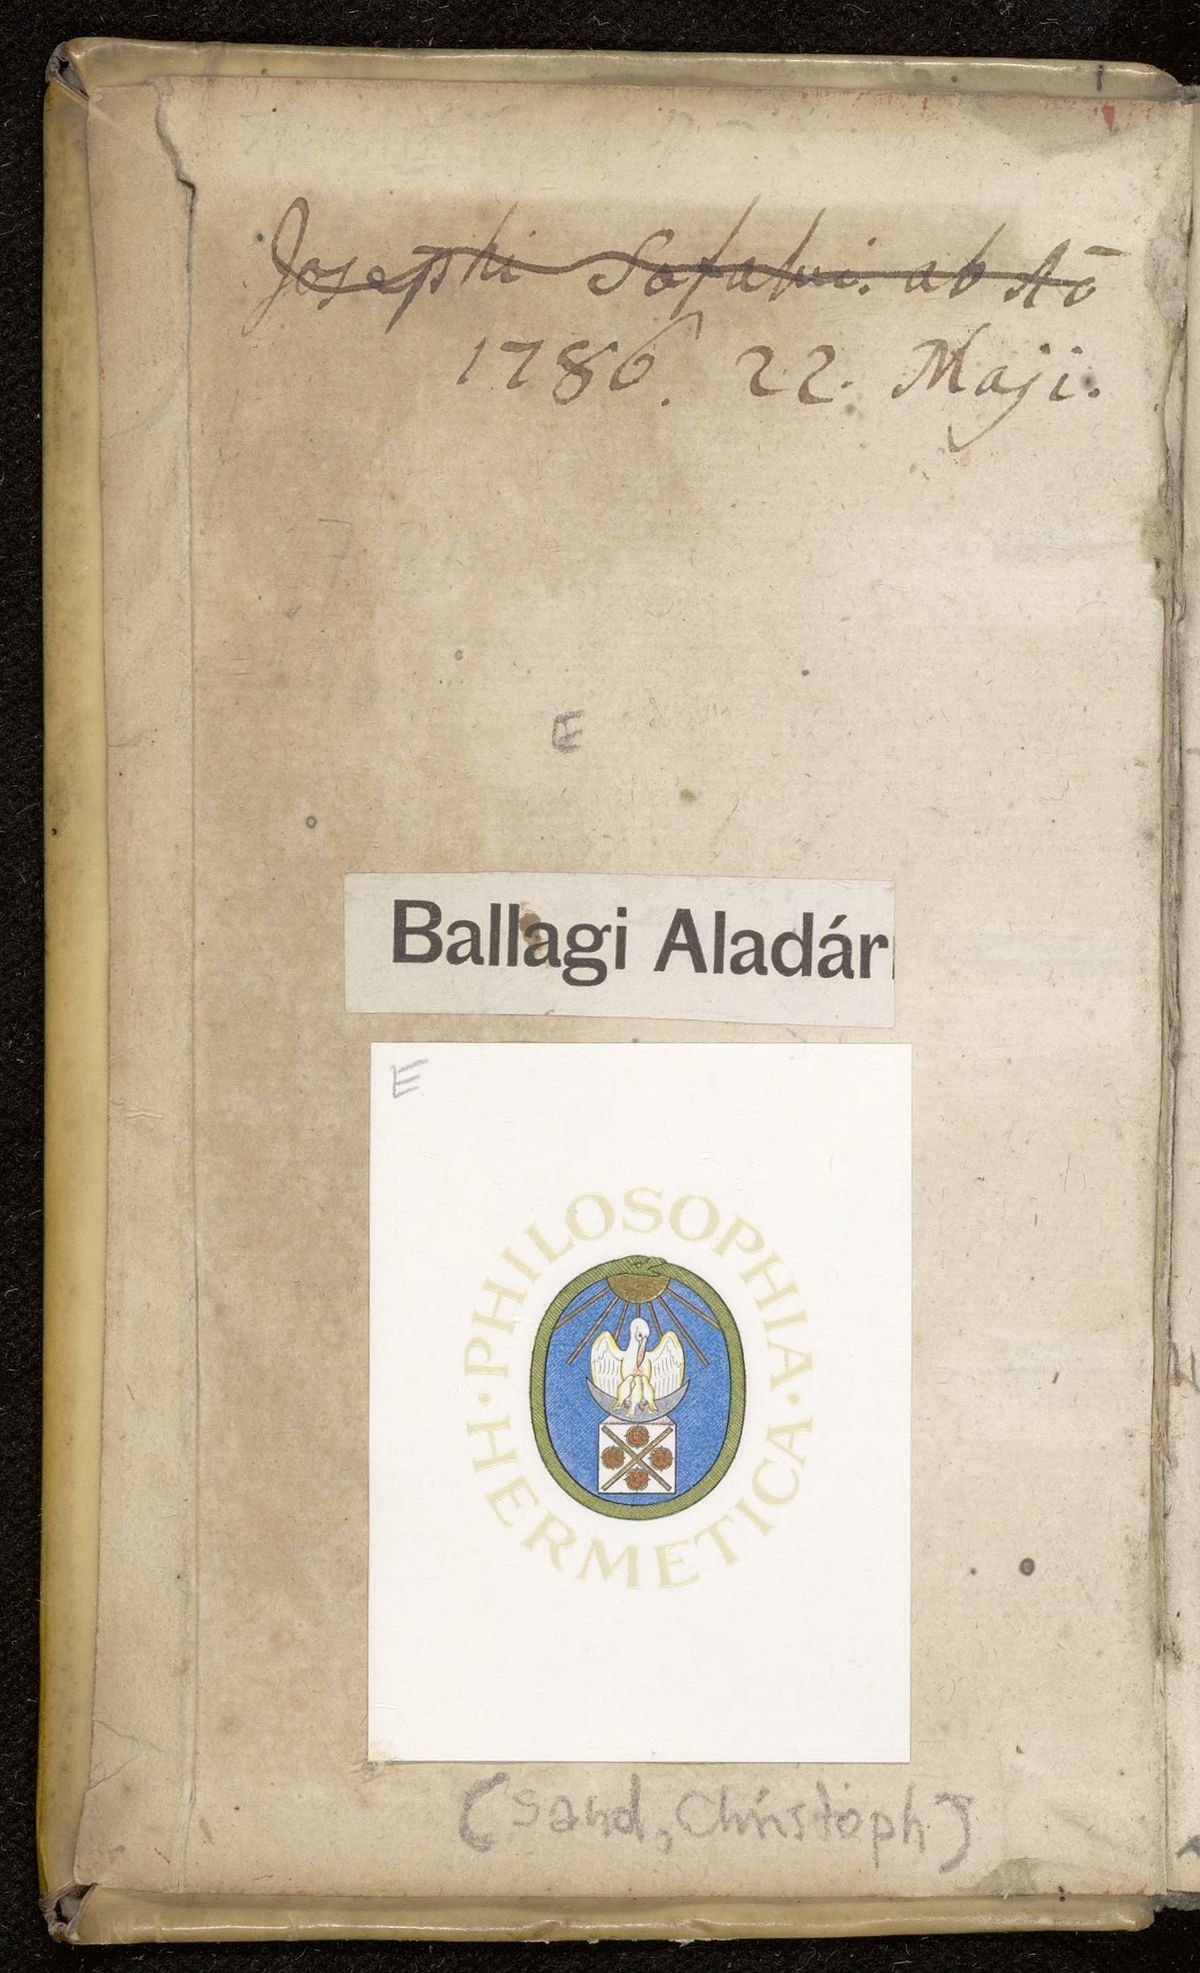 Josephi Sofalvi. ab Ao
1786. 22. Maji.
E
Ballagi Aladár
E
· PHILOSOPHIA ·
HERMETICA
[Sand, Christoph]